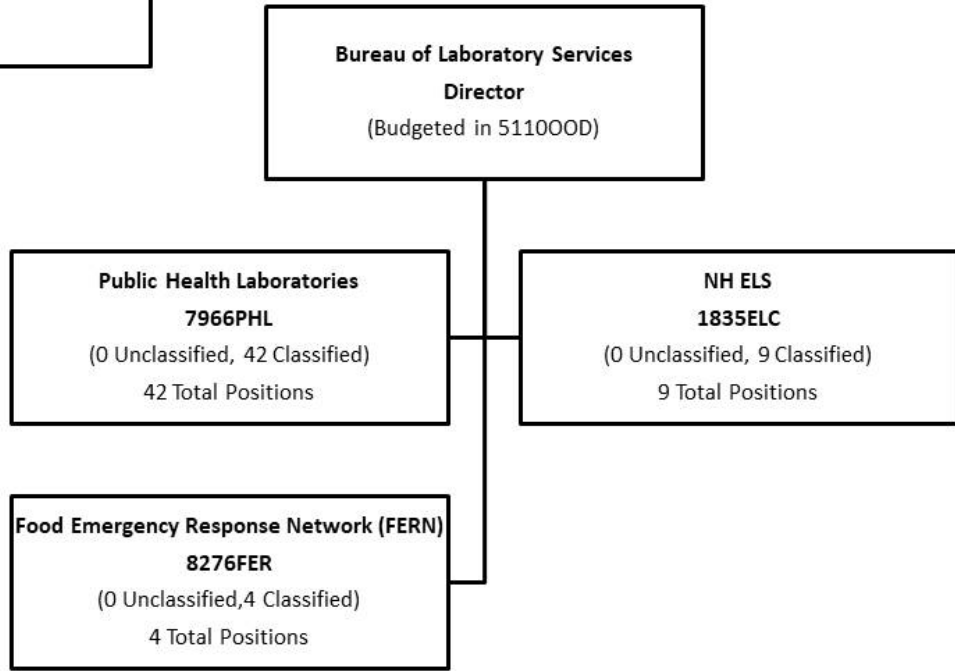 Bureau of Laboratory Services
Director
(Budgeted in 5110OOD)
Public Health Laboratories
7966PHL
(0 Unclassified, 42 Classified)
42 Total Positions
NH ELS
1835ELC
(0 Unclassified, 9 Classified)
9 Total Positions
Food Emergency Response Network (FERN)
8276FER
(0 Unclassified,4 Classified)
4 Total Positions